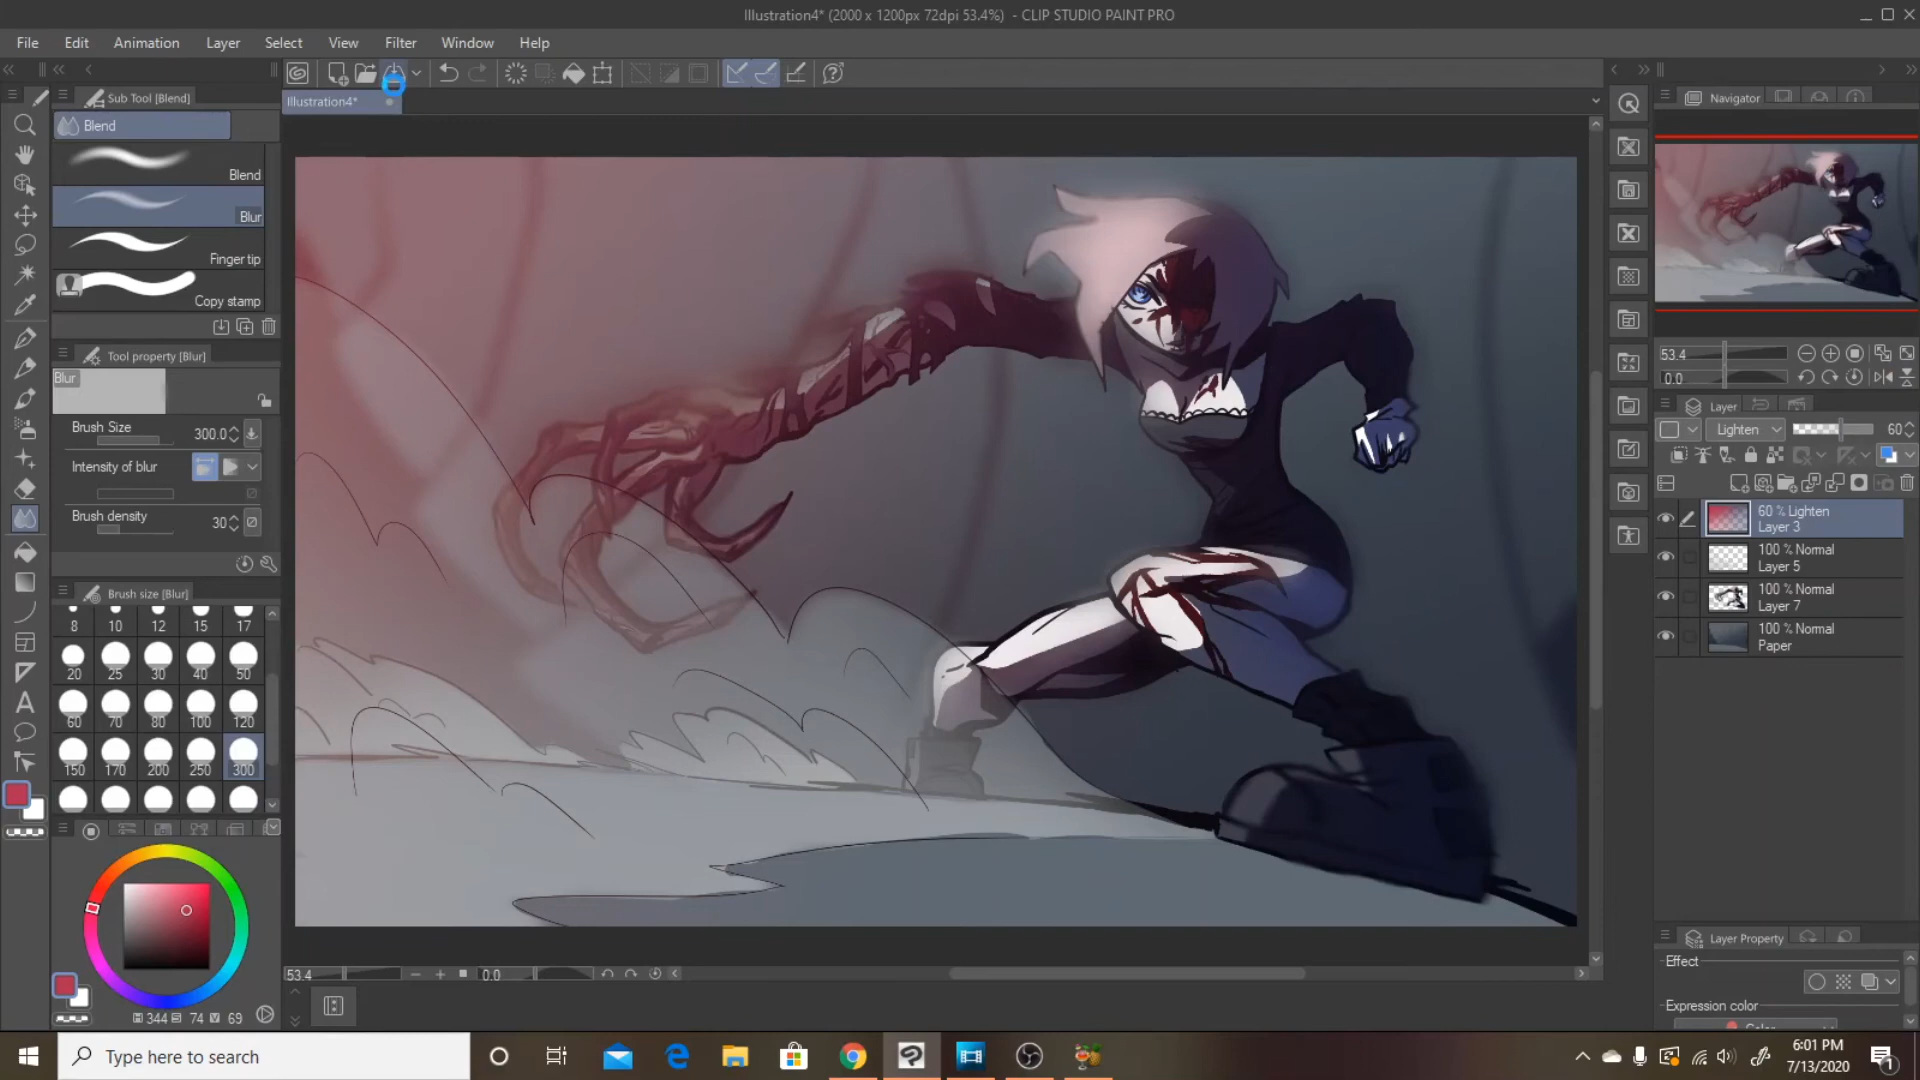 Illustration4* (2000 x 1200px 72dpi 53.4%) - CLIP STUDIO PAINT PRO
File Edit Animation Layer Select View Filter Window Help
Sub Tool [Blend]
Illustration4*
Navigator
Blend
Blend
Blur
Finger tip
Copy stamp
Tool property [Blur]
Blur
Brush Size 300.0
Intensity of blur
Brush density 30
Brush size [Blur]
8 10 12 15 17
20 25 30 40 50
60 70 80 100 120
150 170 200 250 300
H 344 S 74 V 69
53.4 0.0
53.4
0.0
Layer
Lighten 60
60 % Lighten
Layer 3
100 % Normal
Layer 5
100 % Normal
Layer 7
100 % Normal
Paper
Layer Property
Effect
Expression color
Color
Type here to search
6:01 PM
7/13/2020
1